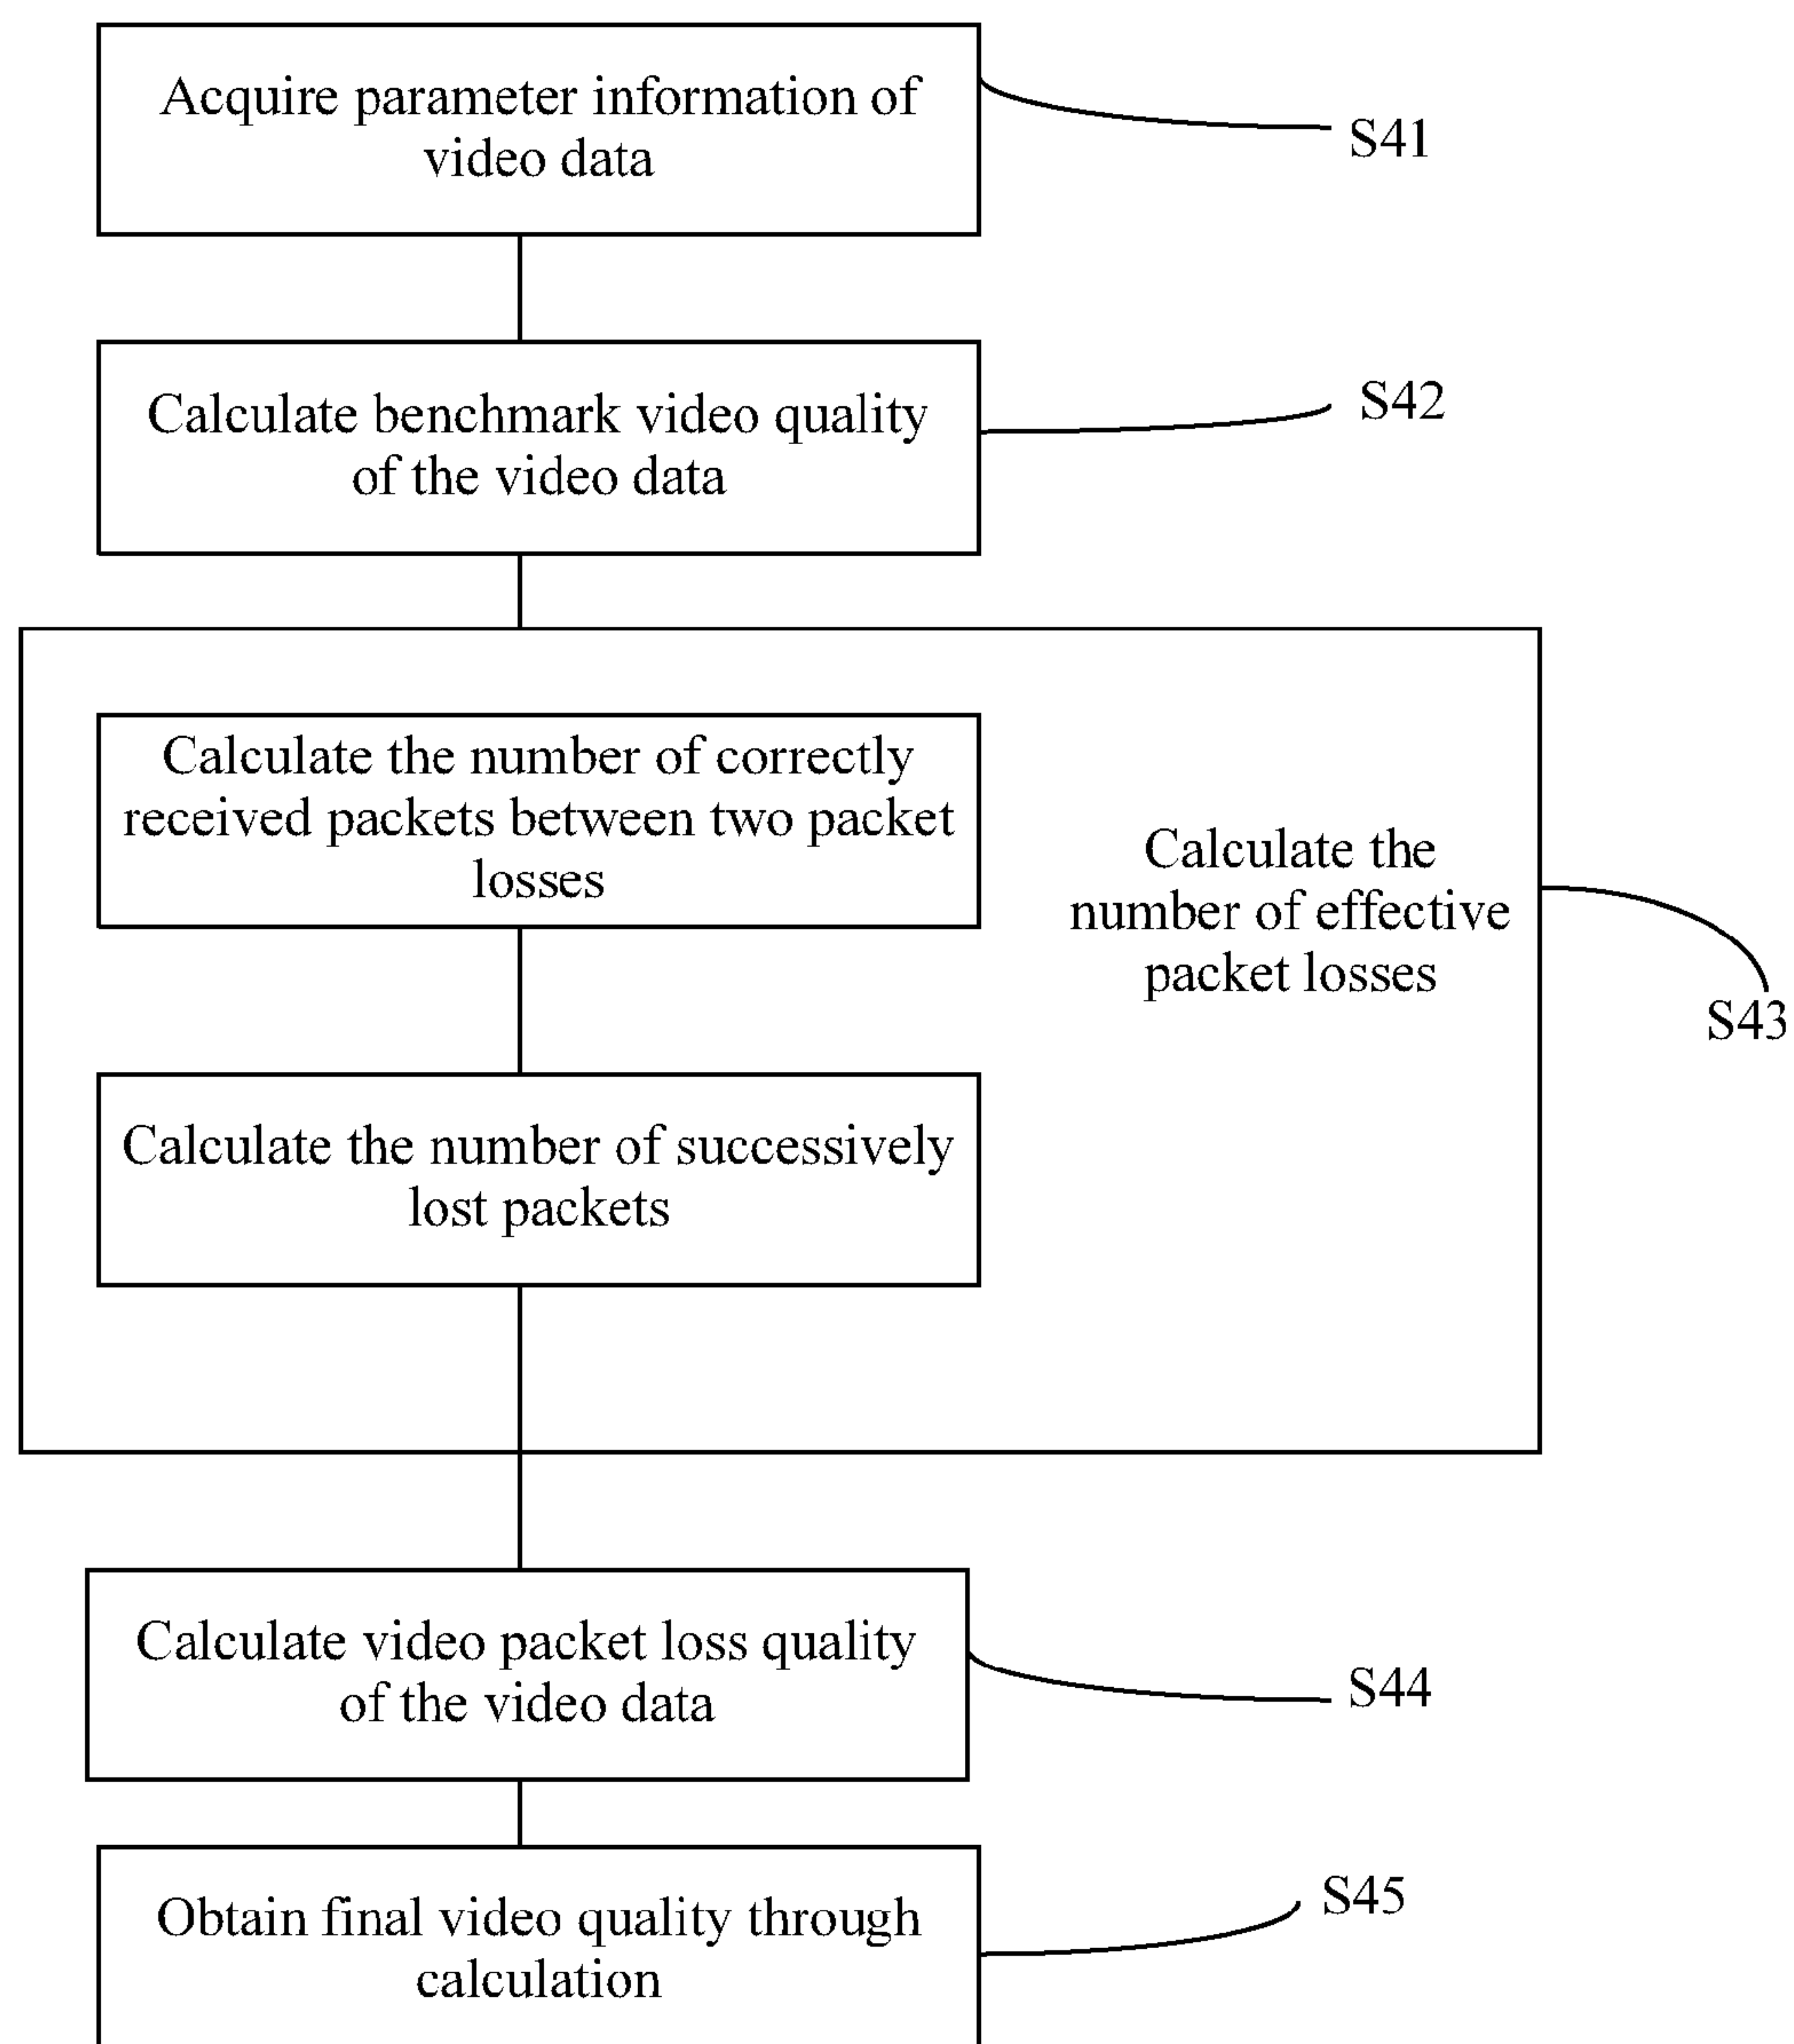 Acquire parameter information of
video data
S41
Calculate benchmark video quality
of the video data
S42
Calculate the number of correctly
received packets between two packet
losses
Calculate the
number of effective
packet losses
S43
Calculate the number of successively
lost packets
Calculate video packet loss quality
of the video data
S44
Obtain final video quality through
calculation
S45